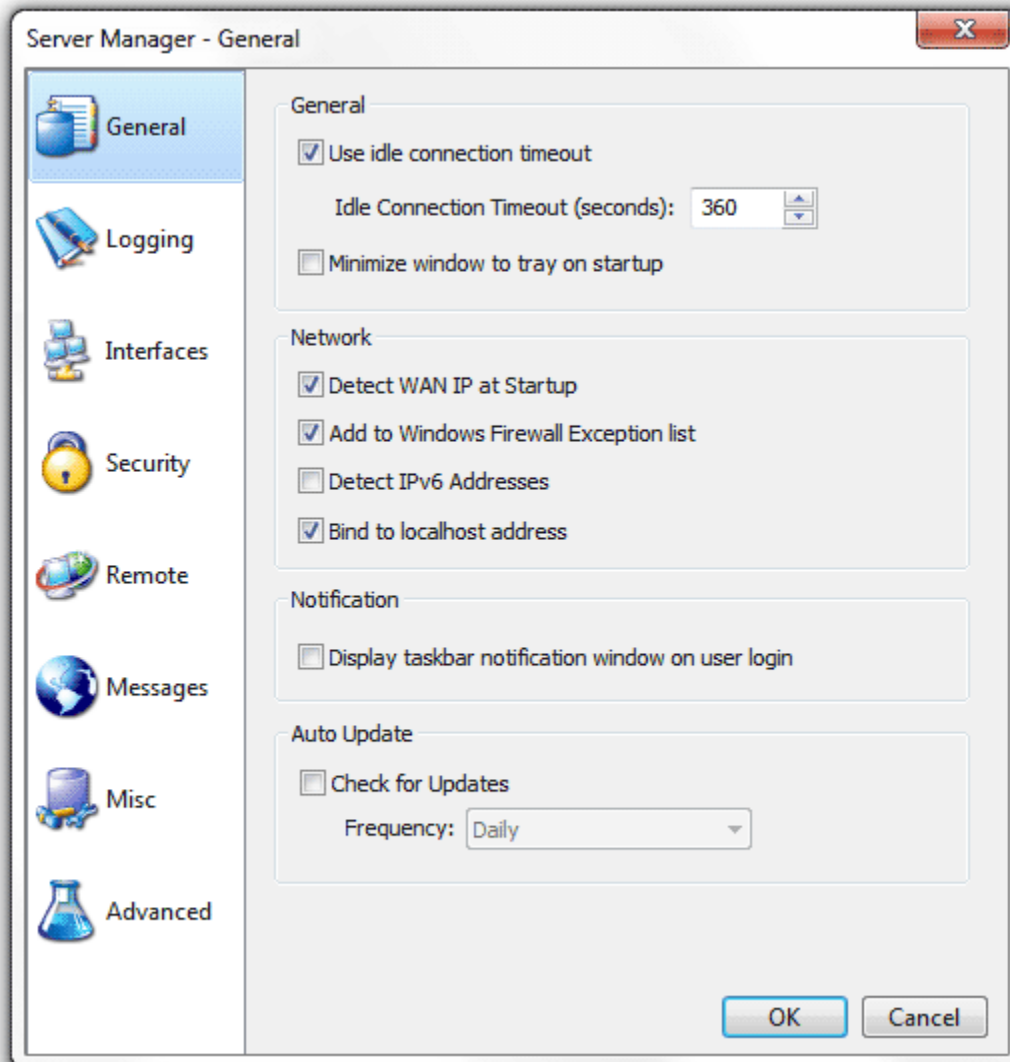 Server Manager - General
General
Logging
Interfaces
Security
Remote
Messages
Misc
Advanced
General
Use idle connection timeout
Idle Connection Timeout (seconds): 360
Minimize window to tray on startup
Network
Detect WAN IP at Startup
Add to Windows Firewall Exception list
Detect IPv6 Addresses
Bind to localhost address
Notification
Display taskbar notification window on user login
Auto Update
Check for Updates
Frequency: Daily
OK Cancel